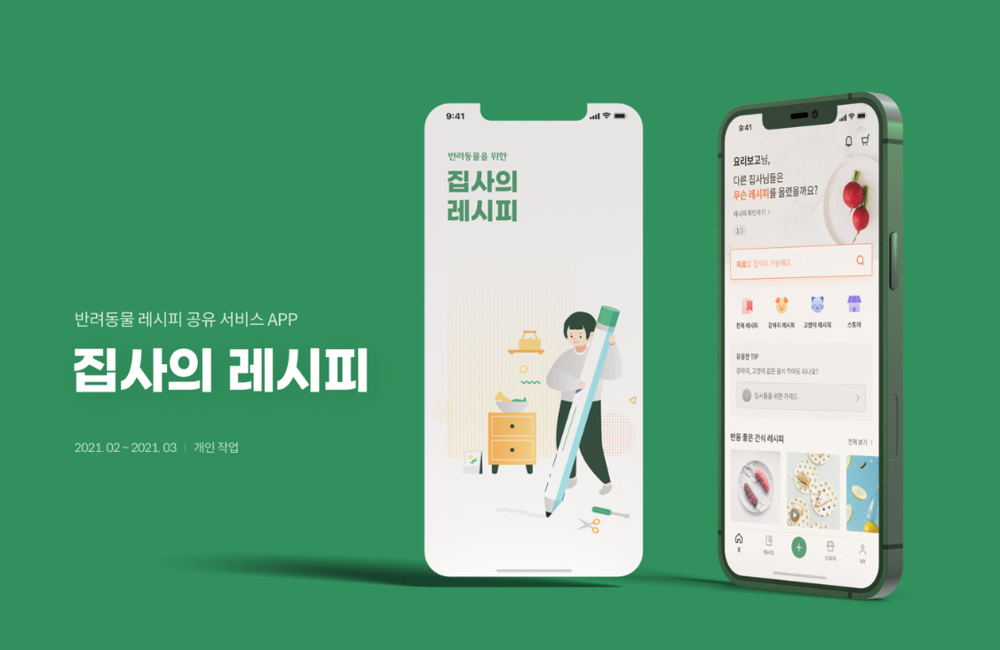 반려동물 레시피 공유 서비스 APP
집사의 레시피
2021. 02 ~ 2021. 03 | 개인 작업
9:41
반려동물을 위한
집사의
레시피
9:41
요리보고님,
다른 집사님들은
무슨 레시피를 올렸을까요?
레시피 확인하기 >
재료로 검색이 가능해요
전체 레시피 강아지 레시피 고양이 레시피 스토어
유용한 TIP
강아지, 고양이 같은 음식 먹여도 되나요?
집사들을 위한 가이드 >
반응 좋은 간식 레시피 전체 보기 >
홈 레시피 스토어 MY